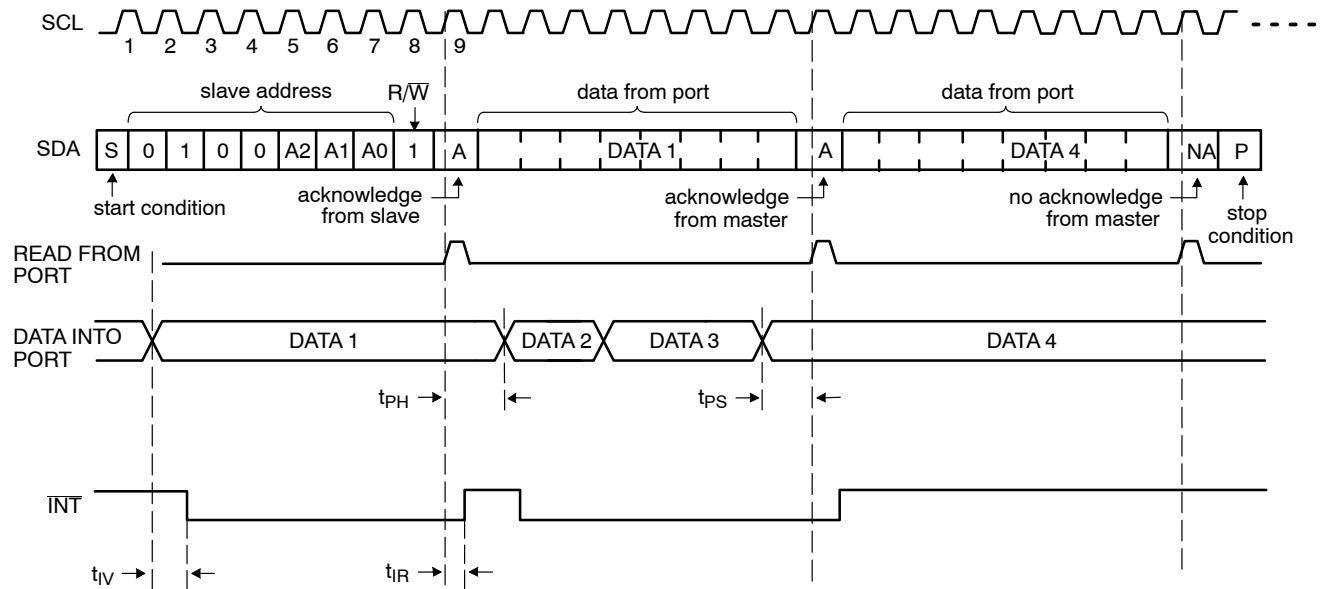 SCL
1 2 3 4 5 6 7 8 9
slave address
R/W̅
data from port
data from port
SDA
S 0 1 0 0 A2 A1 A0 1 A DATA 1 A DATA 4 NA P
start condition
acknowledge
from slave
acknowledge
from master
no acknowledge
from master
stop
condition
READ FROM
PORT
DATA INTO
PORT
DATA 1
DATA 2
DATA 3
DATA 4
tPH
tPS
I̅N̅T̅
tIV
tIR